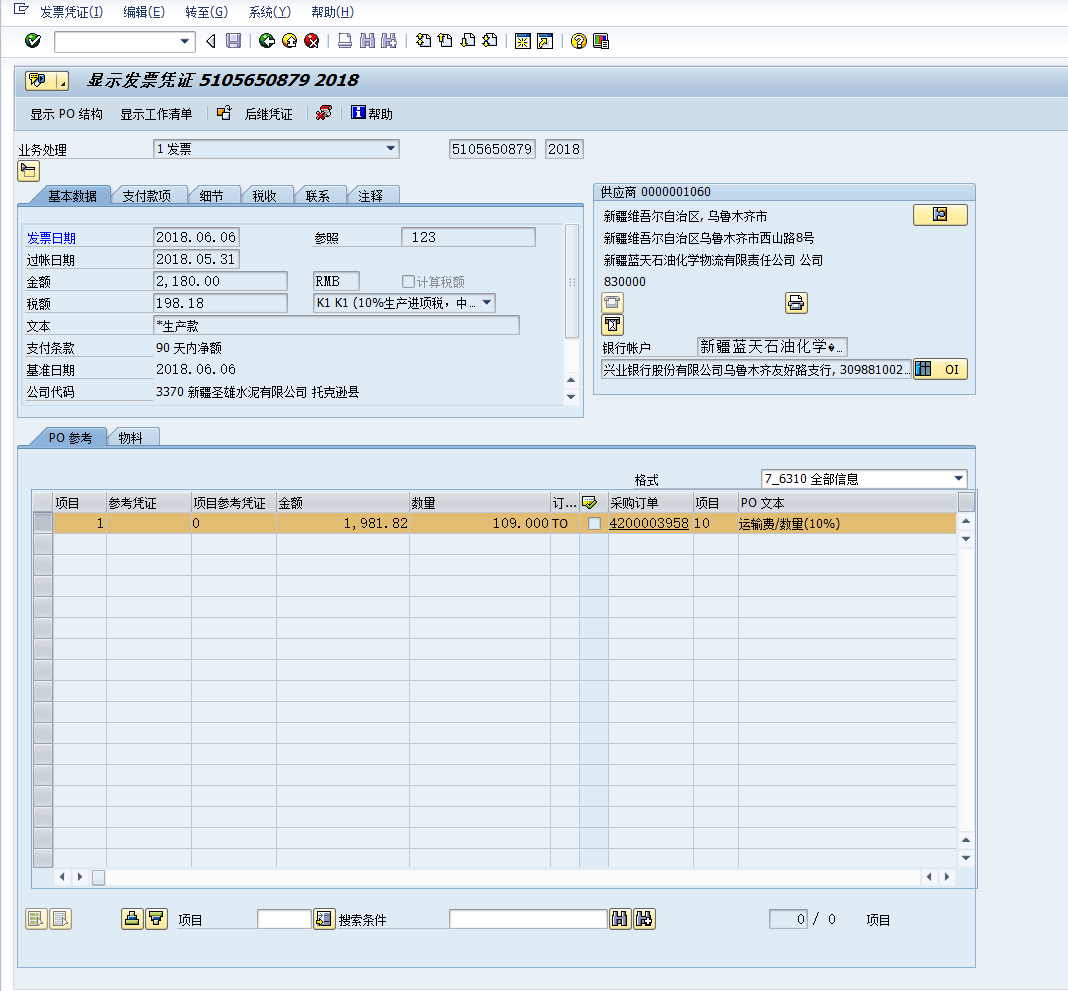 发票凭证(I) 编辑(E) 转至(G) 系统(Y) 帮助(H)
显示发票凭证 5105650879 2018
显示 PO 结构 显示工作清单 后继凭证 帮助
业务处理 1 发票 5105650879 2018
基本数据 支付款项 细节 税收 联系 注释
发票日期 2018.06.06 参照 123
过帐日期 2018.05.31
金额 2,180.00 RMB 计算税额
税额 198.18 K1 K1 (10%生产进项税，中…
文本 *生产款
支付条款 90 天内净额
基准日期 2018.06.06
公司代码 3370 新疆圣雄水泥有限公司 托克逊县
供应商 0000001060
新疆维吾尔自治区, 乌鲁木齐市
新疆维吾尔自治区乌鲁木齐市西山路8号
新疆蓝天石油化学物流有限责任公司 公司
830000
银行帐户 新疆蓝天石油化学�…
兴业银行股份有限公司乌鲁木齐友好路支行, 309881002… OI
PO 参考 物料
格式 7_6310 全部信息
项目 参考凭证 项目参考凭证 金额 数量 订… 采购订单 项目 PO 文本
1 0 1,981.82 109.000 TO 4200003958 10 运输费/数量(10%)
项目 搜索条件 0 / 0 项目